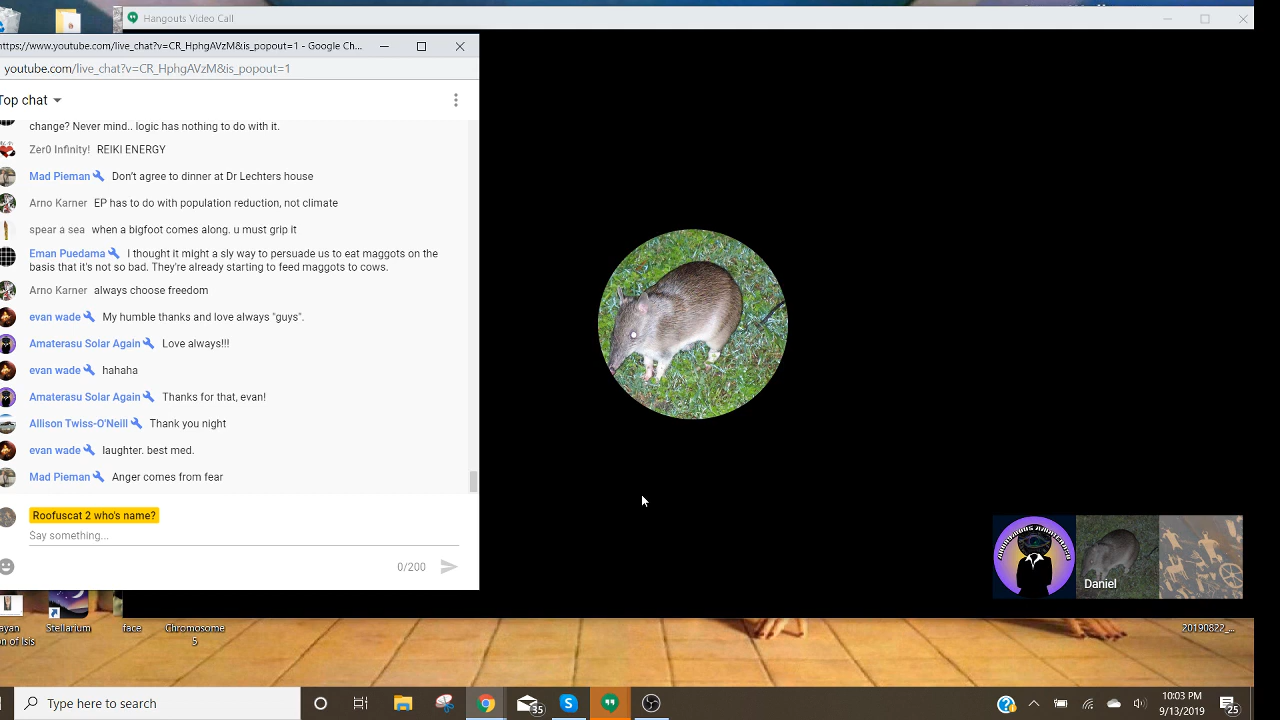 Hangouts Video Call
https://www.youtube.com/live_chat?v=CR_HphgAVzM&is_popout=1 - Google Ch...
youtube.com/live_chat?v=CR_HphgAVzM&is_popout=1
Top chat
change? Never mind.. logic has nothing to do with it.
Zer0 Infinity! REIKI ENERGY
Mad Pieman Don't agree to dinner at Dr Lechters house
Arno Karner EP has to do with population reduction, not climate
spear a sea when a bigfoot comes along. u must grip it
Eman Puedama I thought it might a sly way to persuade us to eat maggots on the
basis that it's not so bad. They're already starting to feed maggots to cows.
Arno Karner always choose freedom
evan wade My humble thanks and love always "guys".
Amaterasu Solar Again Love always!!!
evan wade hahaha
Amaterasu Solar Again Thanks for that, evan!
Allison Twiss-O'Neill Thank you night
evan wade laughter. best med.
Mad Pieman Anger comes from fear
Roofuscat 2 who's name?
Say something...
0/200
Daniel
ayan
on of Isis
Stellarium
face
Chromosome
5
20190822_...
Type here to search
35
10:03 PM
9/13/2019
25